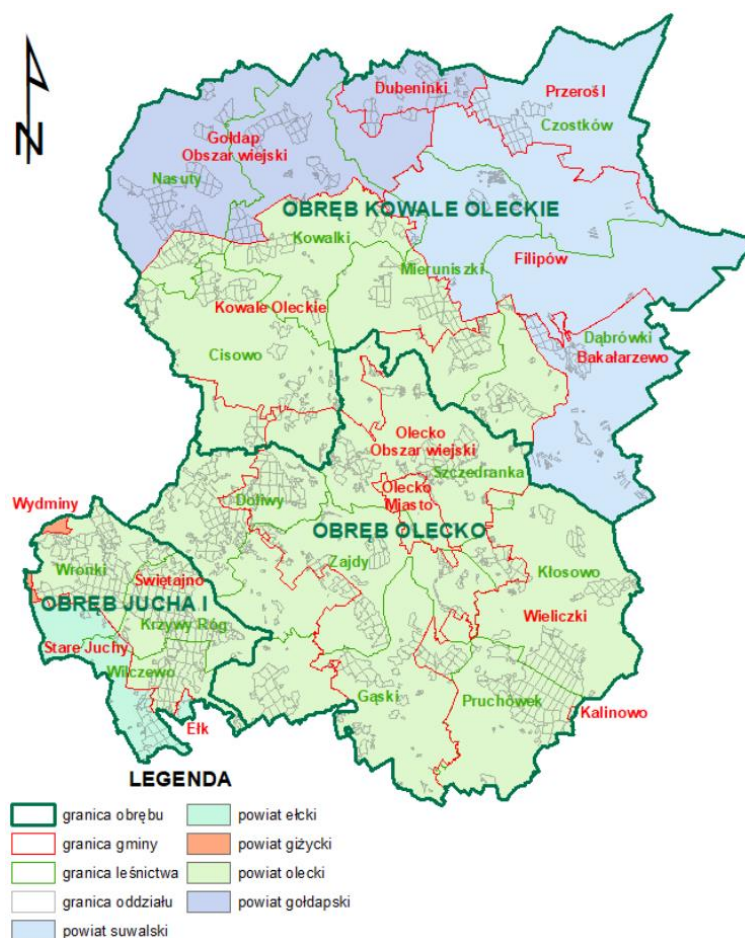 N
Dubeninki
Przerośl
Czostków
Gołdap
Obszar wiejski
Nasuty
OBRĘB KOWALE OLECKIE
Kowalki
Mieruniszki
Filipów
Kowale Oleckie
Cisowo
Dąbrówki
Bakałarzewo
Olecko
Obszar wiejski
Szczedranka
Olecko
Miasto
Doliwy
OBRĘB OLECKO
Wydminy
Wronki
Zajdy
Kłosowo
Świętajno
OBRĘB JUCHA I
Wieliczki
Krzywy Róg
Stare Juchy
Wilczewo
Gąski
Pruchówek
Kalinowo
Ełk
LEGENDA
granica obrębu
powiat ełcki
granica gminy
powiat giżycki
granica leśnictwa
powiat olecki
granica oddziału
powiat gołdapski
powiat suwalski